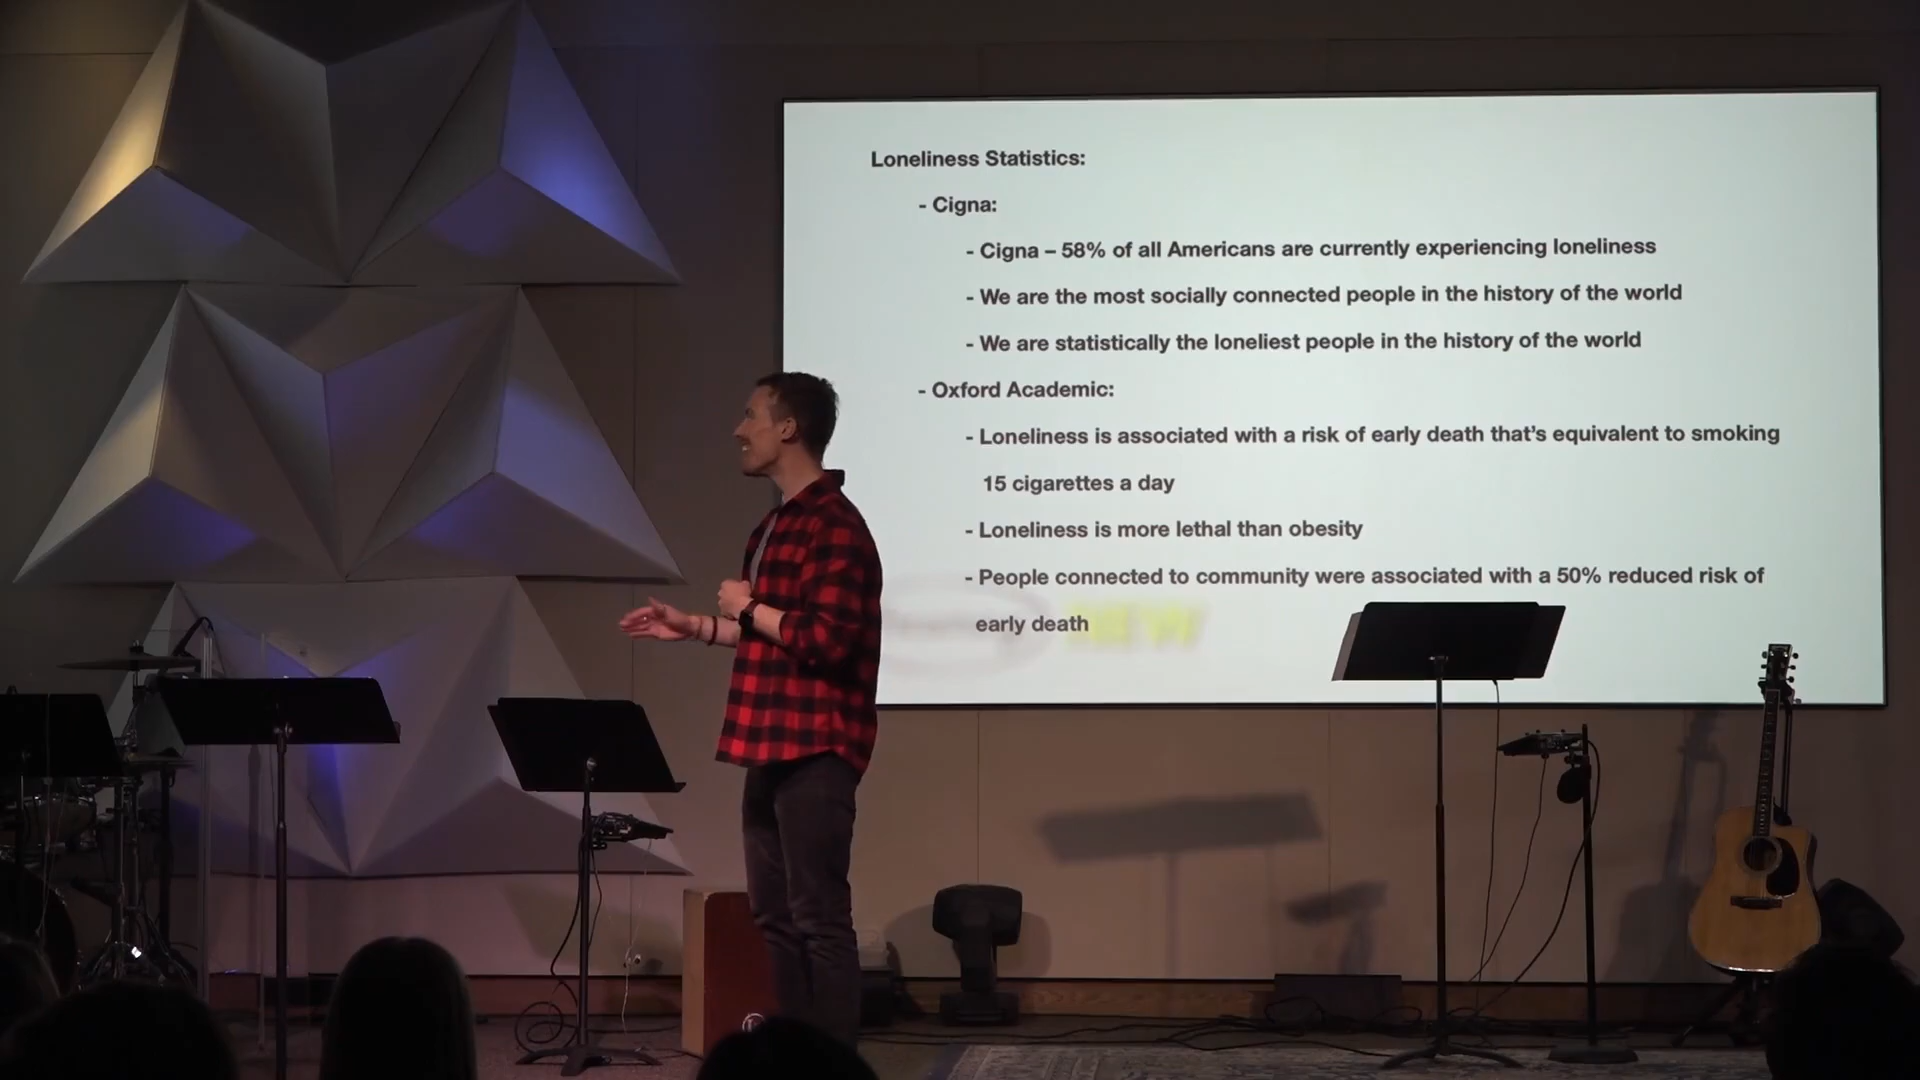 Loneliness Statistics:
- Cigna:
- Cigna – 58% of all Americans are currently experiencing loneliness
- We are the most socially connected people in the history of the world
- We are statistically the loneliest people in the history of the world
- Oxford Academic:
- Loneliness is associated with a risk of early death that’s equivalent to smoking
15 cigarettes a day
- Loneliness is more lethal than obesity
- People connected to community were associated with a 50% reduced risk of
early death
NEW